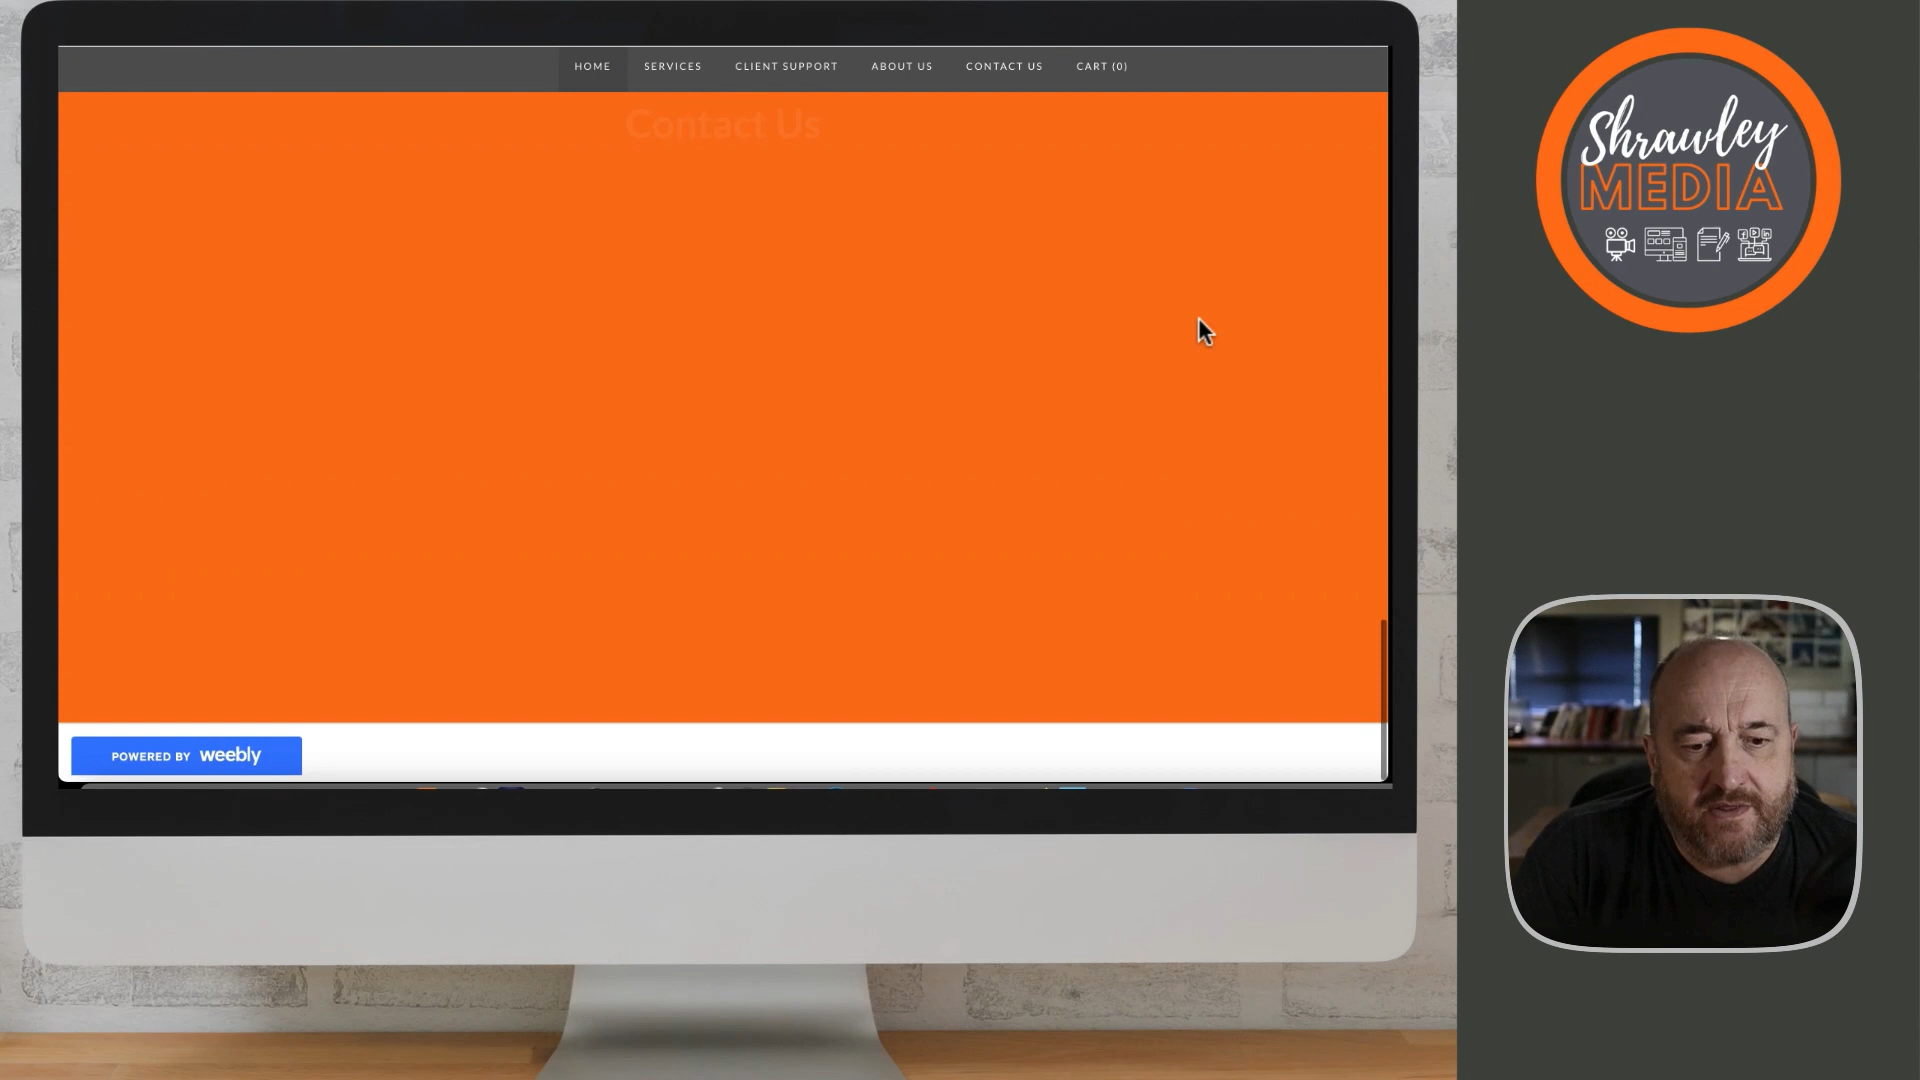 HOME SERVICES CLIENT SUPPORT ABOUT US CONTACT US CART (0)
Contact Us
POWERED BY weebly
Shrawley
MEDIA